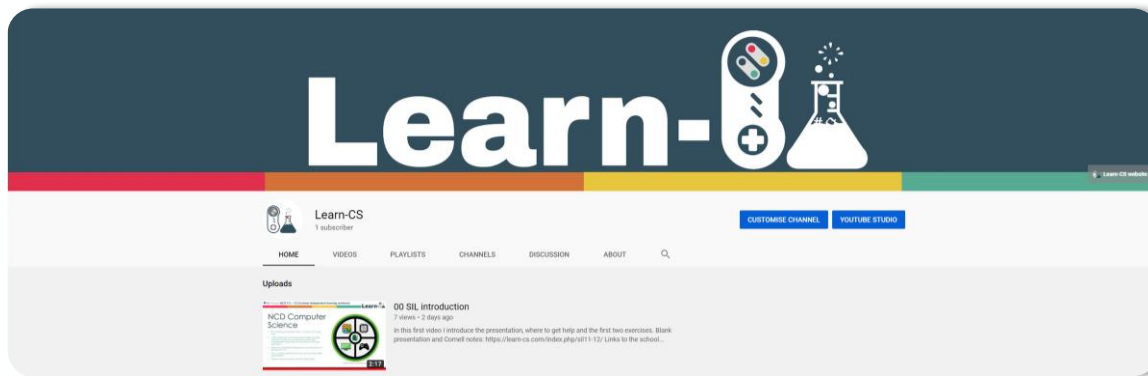 Learn-
Learn-CS website
Learn-CS
1 subscriber
CUSTOMISE CHANNEL
YOUTUBE STUDIO
HOME
VIDEOS
PLAYLISTS
CHANNELS
DISCUSSION
ABOUT
Uploads
NCD Computer
Science
Learn-
2:17
00 SIL introduction
7 views • 2 days ago
In this first video I introduce the presentation, where to get help and the first two exercises. Blank
presentation and Cornell notes: https://learn-cs.com/index.php/sil11-12/ Links to the school...